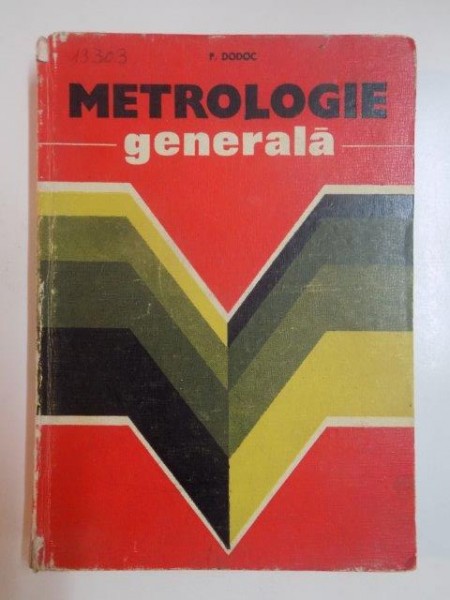 13303
P. DODOC
METROLOGIE
generală